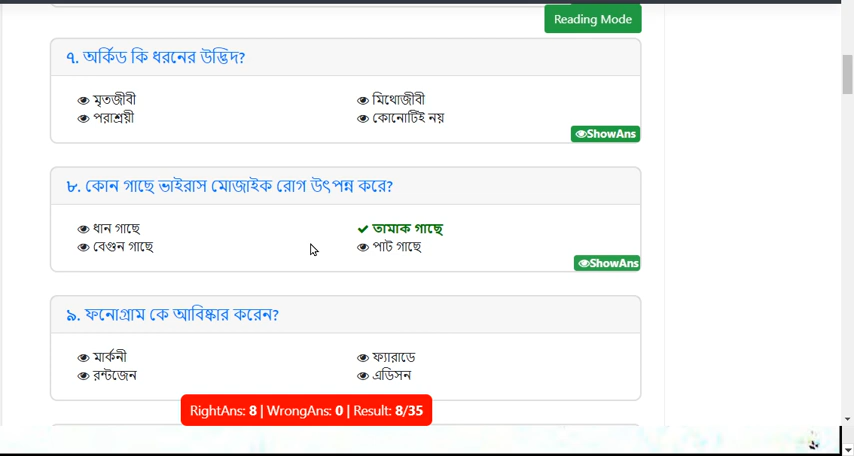 Reading Mode
৭. অর্কিড কি ধরনের উদ্ভিদ?
মৃতজীবী
মিথোজীবী
পরাশ্রয়ী
কোনোটিই নয়
ShowAns
৮. কোন গাছে ভাইরাস মোজাইক রোগ উৎপন্ন করে?
ধান গাছে
তামাক গাছে
বেগুন গাছে
পাট গাছে
ShowAns
৯. ফনোগ্রাম কে আবিষ্কার করেন?
মার্কনী
ফ্যারাডে
রন্টজেন
এডিসন
RightAns: 8 | WrongAns: 0 | Result: 8/35